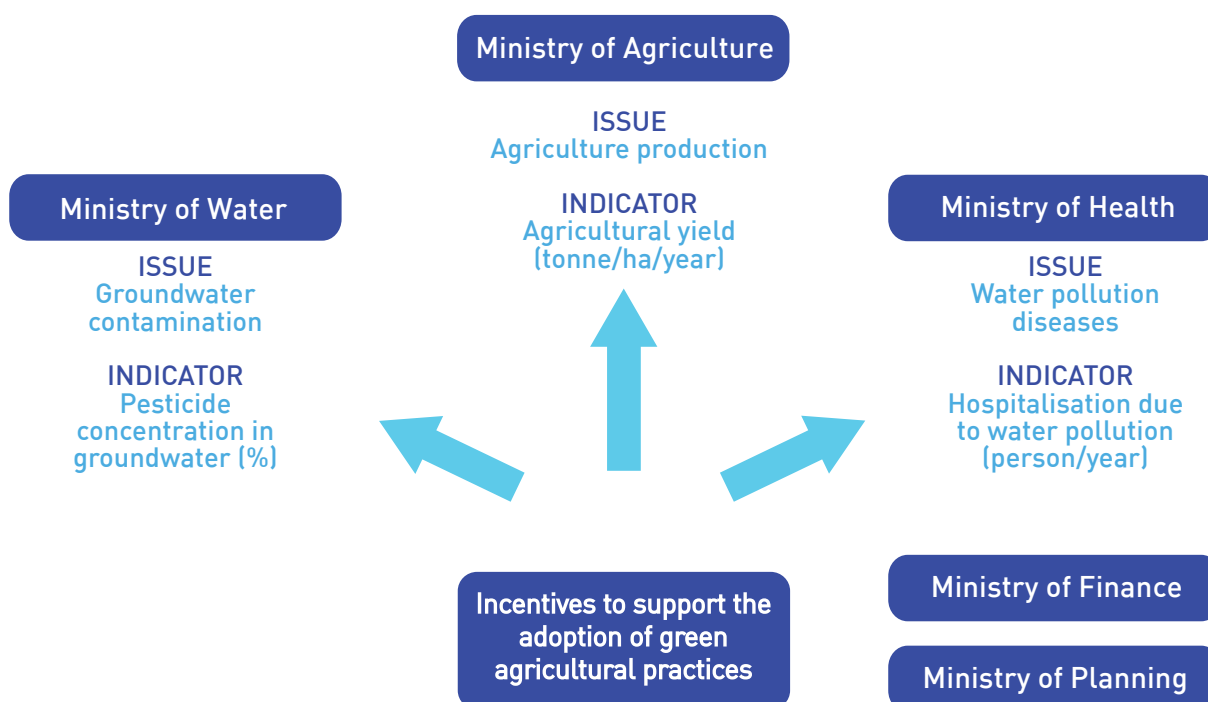 Ministry of Agriculture
ISSUE
Agriculture production
INDICATOR
Agricultural yield
(tonne/ha/year)
Ministry of Water
ISSUE
Groundwater
contamination
INDICATOR
Pesticide
concentration in
groundwater (%)
Ministry of Health
ISSUE
Water pollution
diseases
INDICATOR
Hospitalisation due
to water pollution
(person/year)
Incentives to support the
adoption of green
agricultural practices
Ministry of Finance
Ministry of Planning